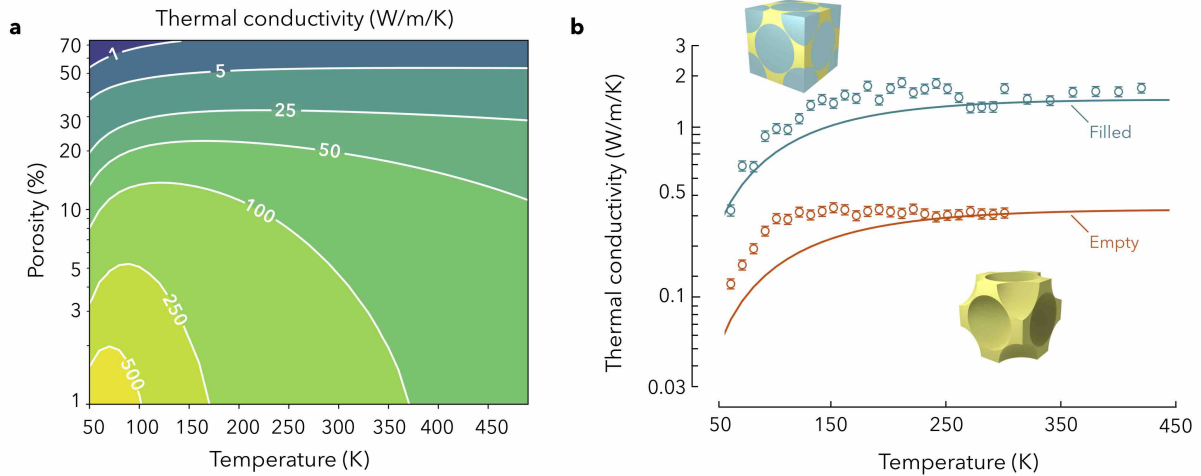 a
Thermal conductivity (W/m/K)
70
50
30
20
10
5
3
1
Porosity (%)
1
5
25
50
100
250
500
50 100 150 200 250 300 350 400 450
Temperature (K)
b
3
2
1
0.5
0.1
0.03
Thermal conductivity (W/m/K)
Filled
Empty
50 150 250 350 450
Temperature (K)